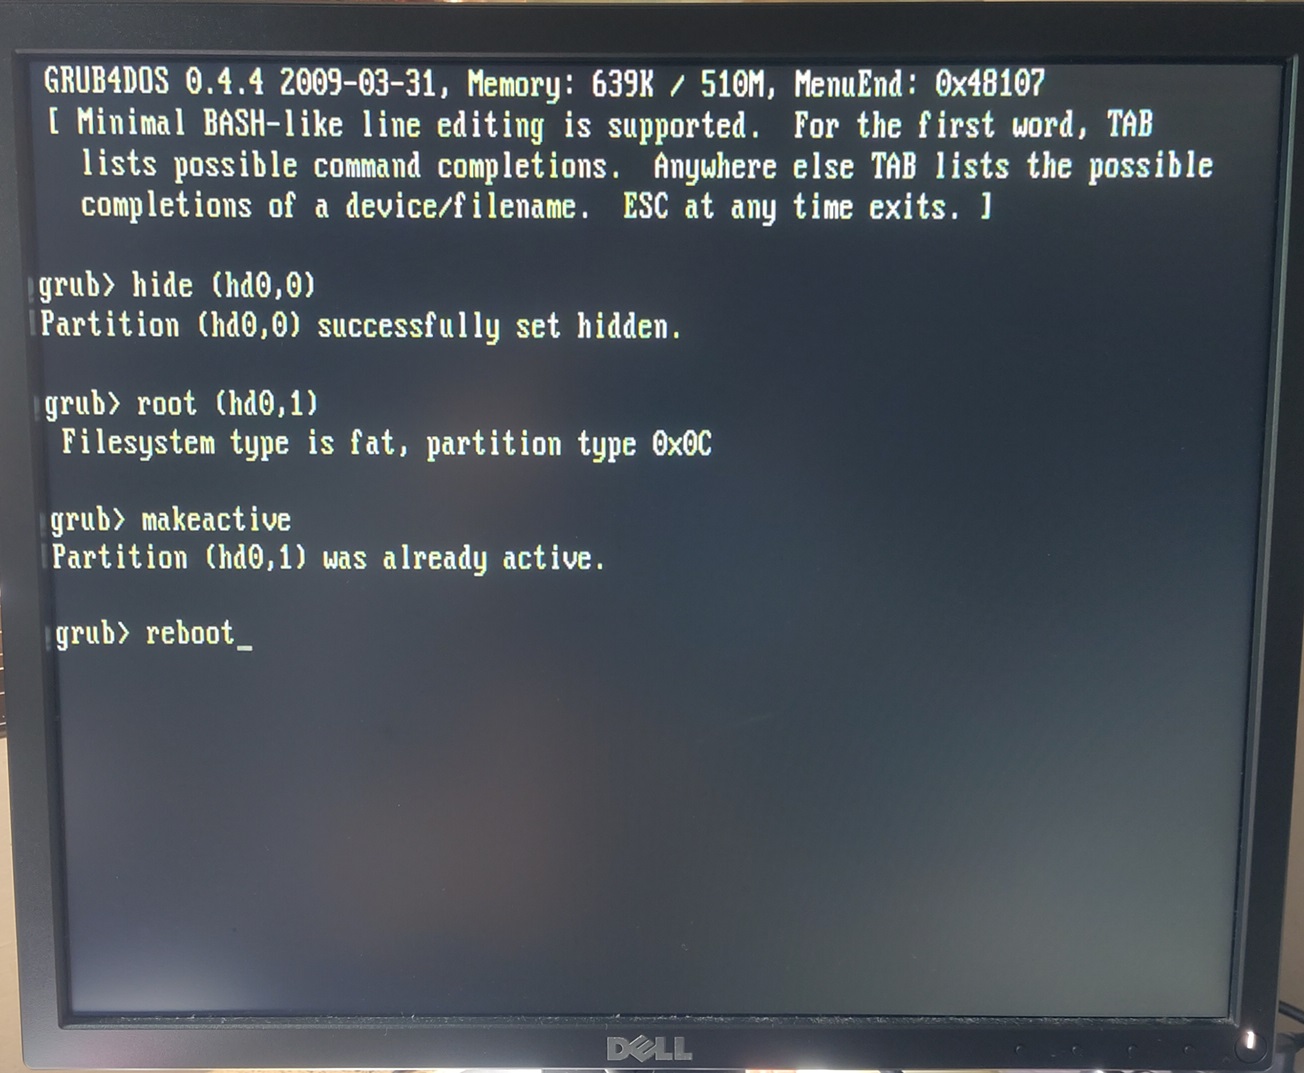 GRUB4DOS 0.4.4 2009-03-31, Memory: 639K / 510M, MenuEnd: 0x48107
[ Minimal BASH-like line editing is supported.  For the first word, TAB
lists possible command completions.  Anywhere else TAB lists the possible
completions of a device/filename.  ESC at any time exits. ]
grub> hide (hd0,0)
Partition (hd0,0) successfully set hidden.
grub> root (hd0,1)
Filesystem type is fat, partition type 0x0C
grub> makeactive
Partition (hd0,1) was already active.
grub> reboot_
DELL